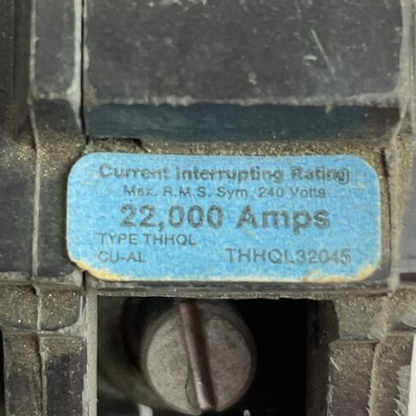 Current Interrupting Rating
Max. R.M.S. Sym. 240 Volts
22,000 Amps
TYPE THHQL
CU-AL THHQL32045